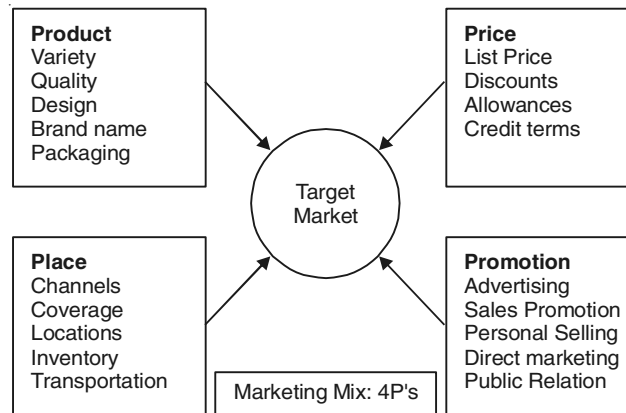 Product
Variety
Quality
Design
Brand name
Packaging
Price
List Price
Discounts
Allowances
Credit terms
Target
Market
Place
Channels
Coverage
Locations
Inventory
Transportation
Promotion
Advertising
Sales Promotion
Personal Selling
Direct marketing
Public Relation
Marketing Mix: 4P's